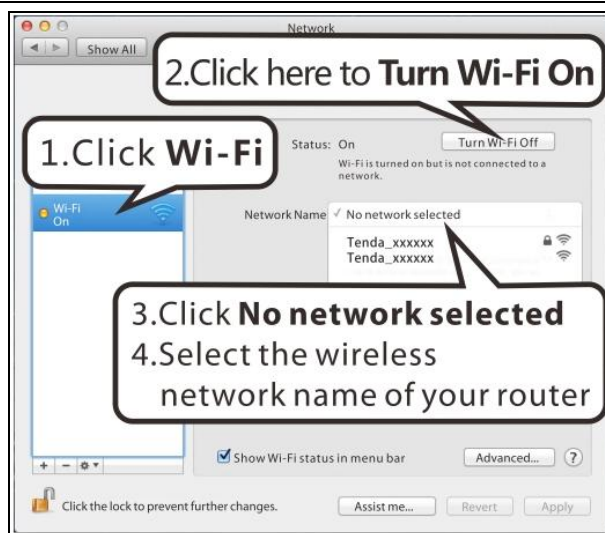 Network
Show All
2.Click here to Turn Wi-Fi On
1.Click Wi-Fi
Status: On
Turn Wi-Fi Off
Wi-Fi is turned on but is not connected to a
network.
Wi-Fi
On
Network Name
✓ No network selected
Tenda_xxxxxx
Tenda_xxxxxx
3.Click No network selected
4.Select the wireless
network name of your router
+ −
Show Wi-Fi status in menu bar
Advanced...
?
Click the lock to prevent further changes.
Assist me...
Revert
Apply